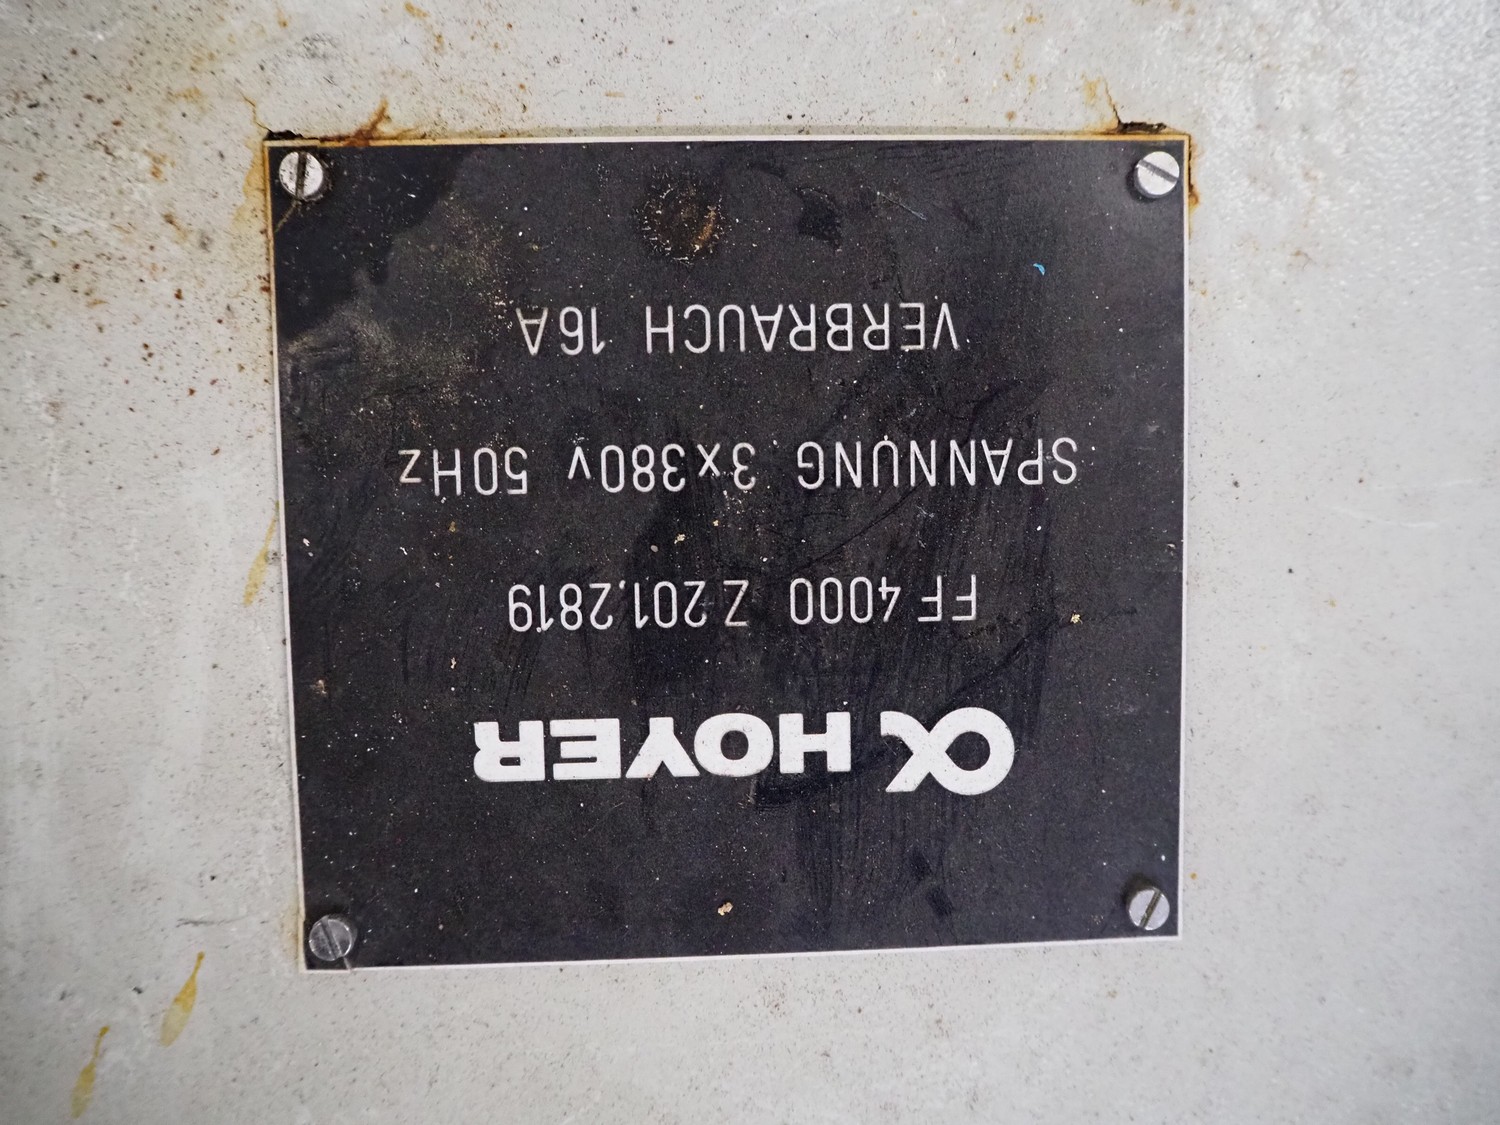 HOYER
FF 4000 Z 201.2819
SPANNUNG 3x380v 50Hz
VERBRAUCH 16A